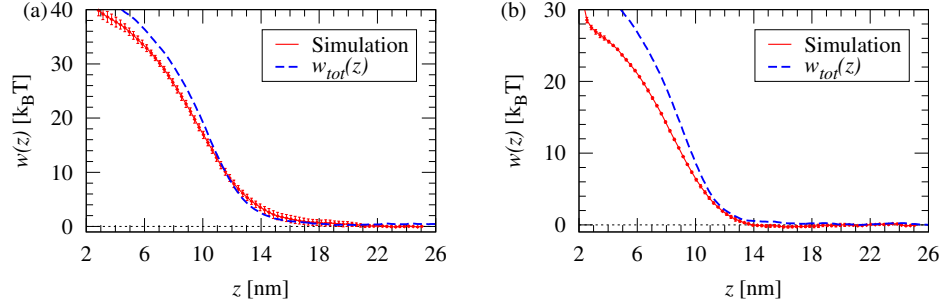 (a)
40
30
20
10
0
w(z) [k_BT]
Simulation
w_tot(z)
2 6 10 14 18 22 26
z [nm]
(b)
30
20
10
0
w(z) [k_BT]
Simulation
w_tot(z)
2 6 10 14 18 22 26
z [nm]